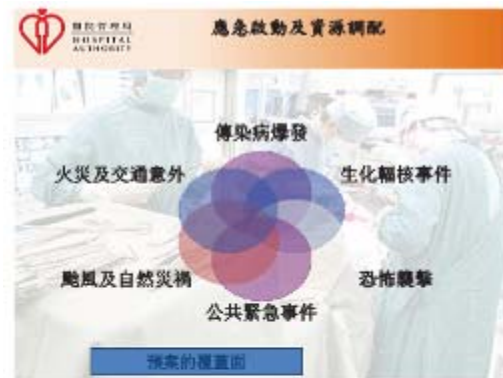 醫院管理局
HOSPITAL
AUTHORITY
應急啟動及資源調配
傳染病爆發
火災及交通意外
生化輻核事件
颱風及自然災禍
恐怖襲擊
公共緊急事件
預案的覆蓋面